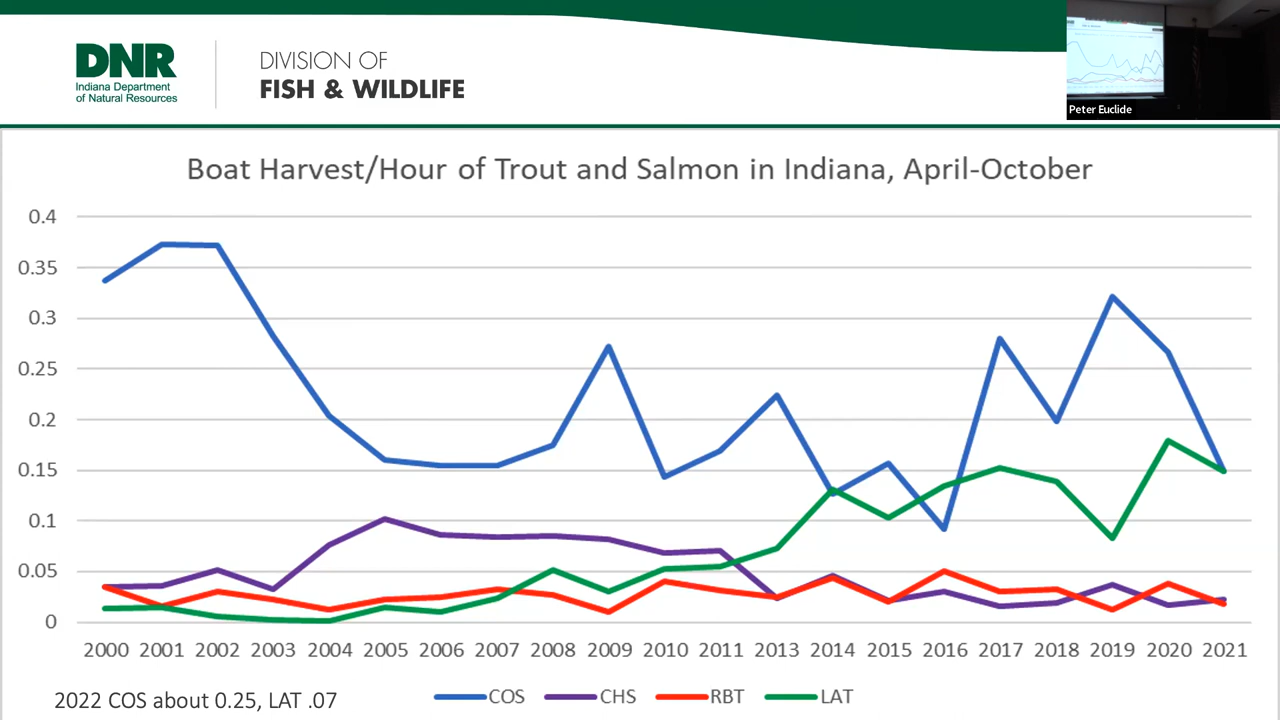 DNR
Indiana Department
of Natural Resources
DIVISION OF
FISH & WILDLIFE
Peter Euclide
Boat Harvest/Hour of Trout and Salmon in Indiana, April-October
0.4
0.35
0.3
0.25
0.2
0.15
0.1
0.05
0
2000 2001 2002 2003 2004 2005 2006 2007 2008 2009 2010 2011 2013 2014 2015 2016 2017 2018 2019 2020 2021
2022 COS about 0.25, LAT .07
COS CHS RBT LAT